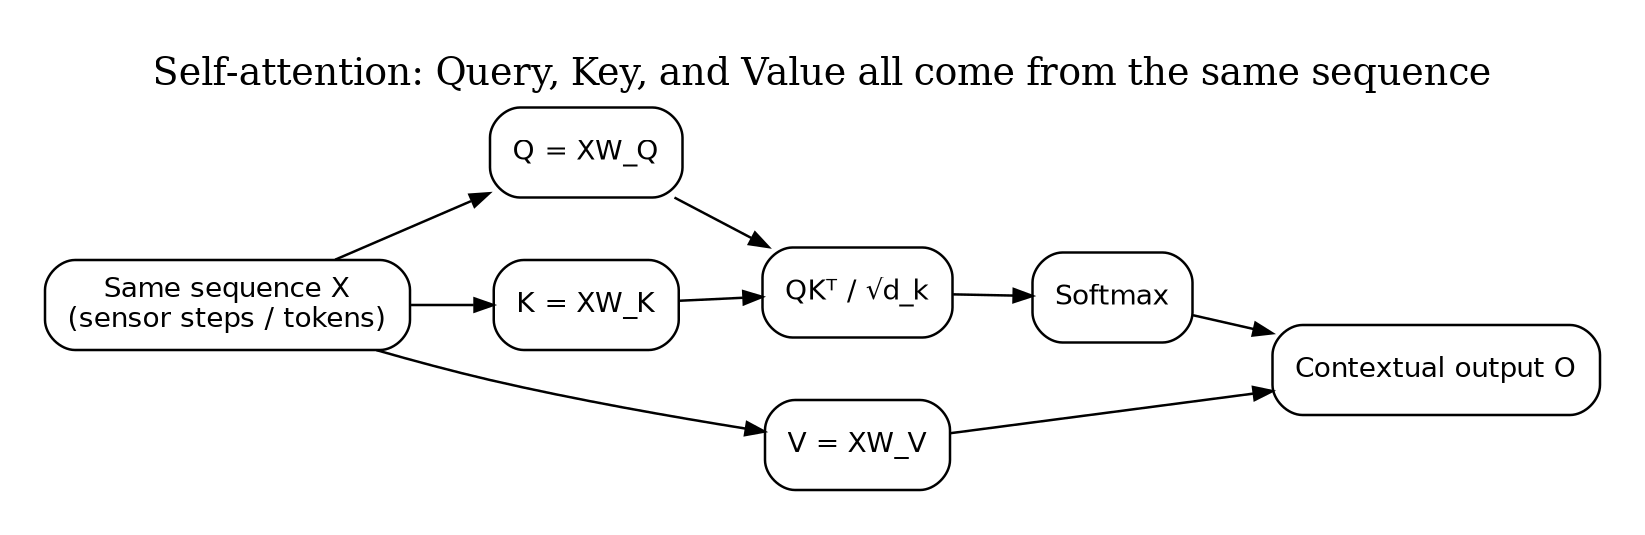 Self-attention: Query, Key, and Value all come from the same sequence
Q = XW_Q
Same sequence X
(sensor steps / tokens)
K = XW_K
QKᵀ / √d_k
Softmax
Contextual output O
V = XW_V